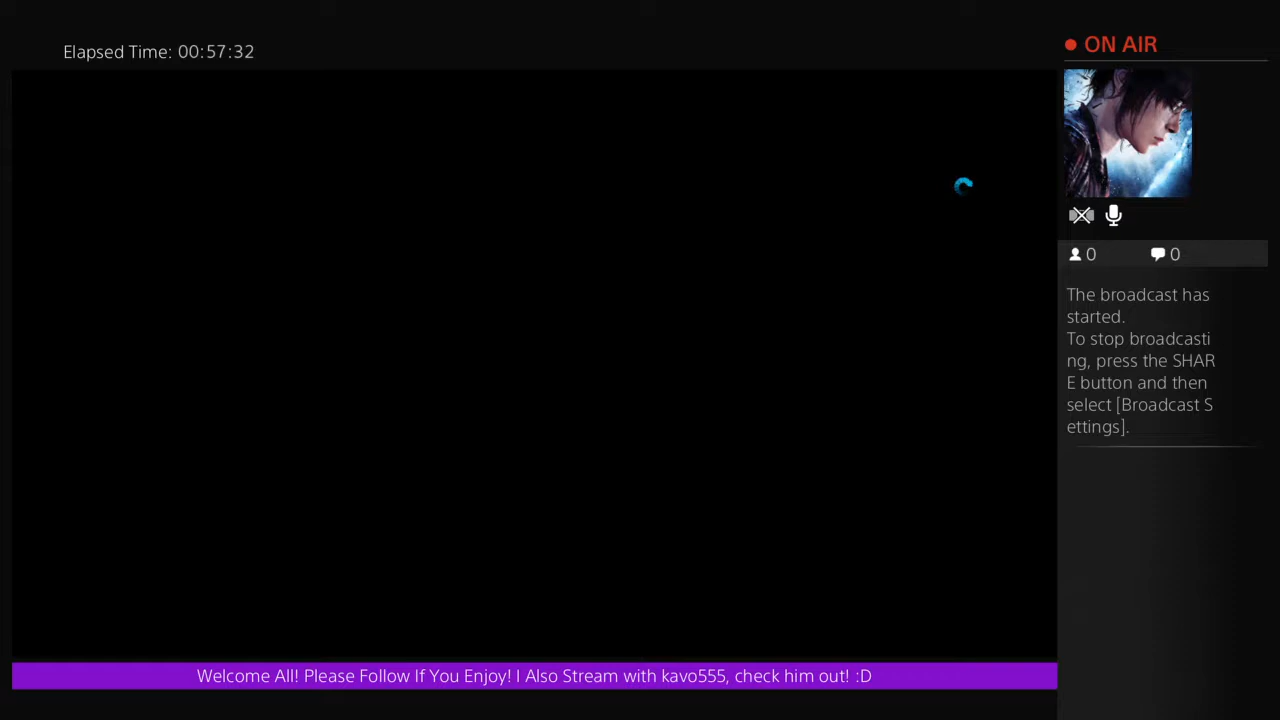 Elapsed Time: 00:57:32
ON AIR
0 0
The broadcast has
started.
To stop broadcasti
ng, press the SHAR
E button and then
select [Broadcast S
ettings].
Welcome All! Please Follow If You Enjoy! I Also Stream with kavo555, check him out! :D